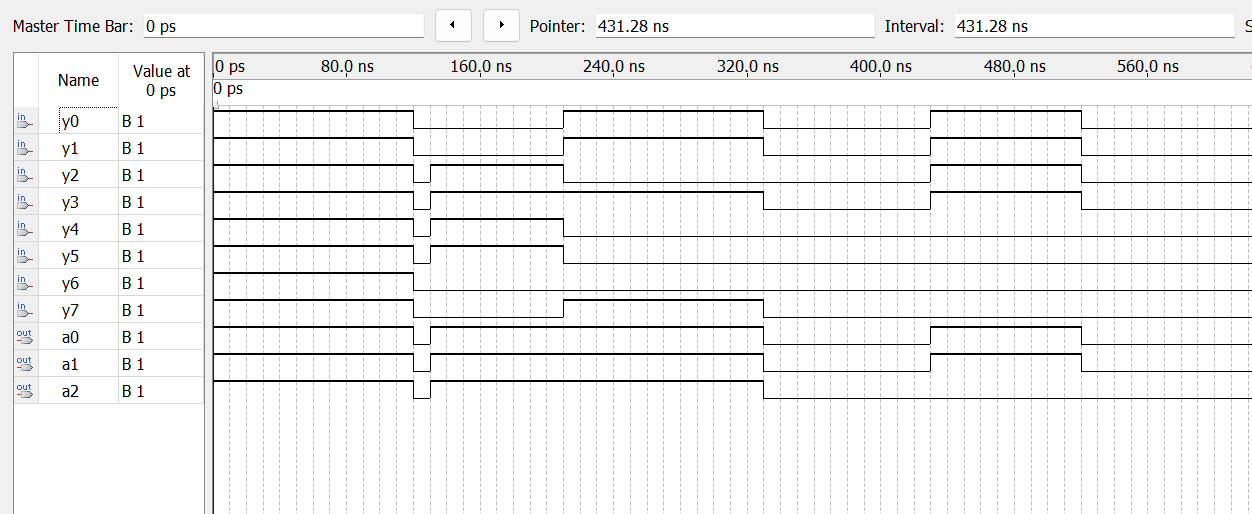 Master Time Bar: 0 ps Pointer: 431.28 ns Interval: 431.28 ns S
Name Value at 0 ps
0 ps 80.0 ns 160.0 ns 240.0 ns 320.0 ns 400.0 ns 480.0 ns 560.0 ns
0 ps
in y0 B 1
in y1 B 1
in y2 B 1
in y3 B 1
in y4 B 1
in y5 B 1
in y6 B 1
in y7 B 1
out a0 B 1
out a1 B 1
out a2 B 1